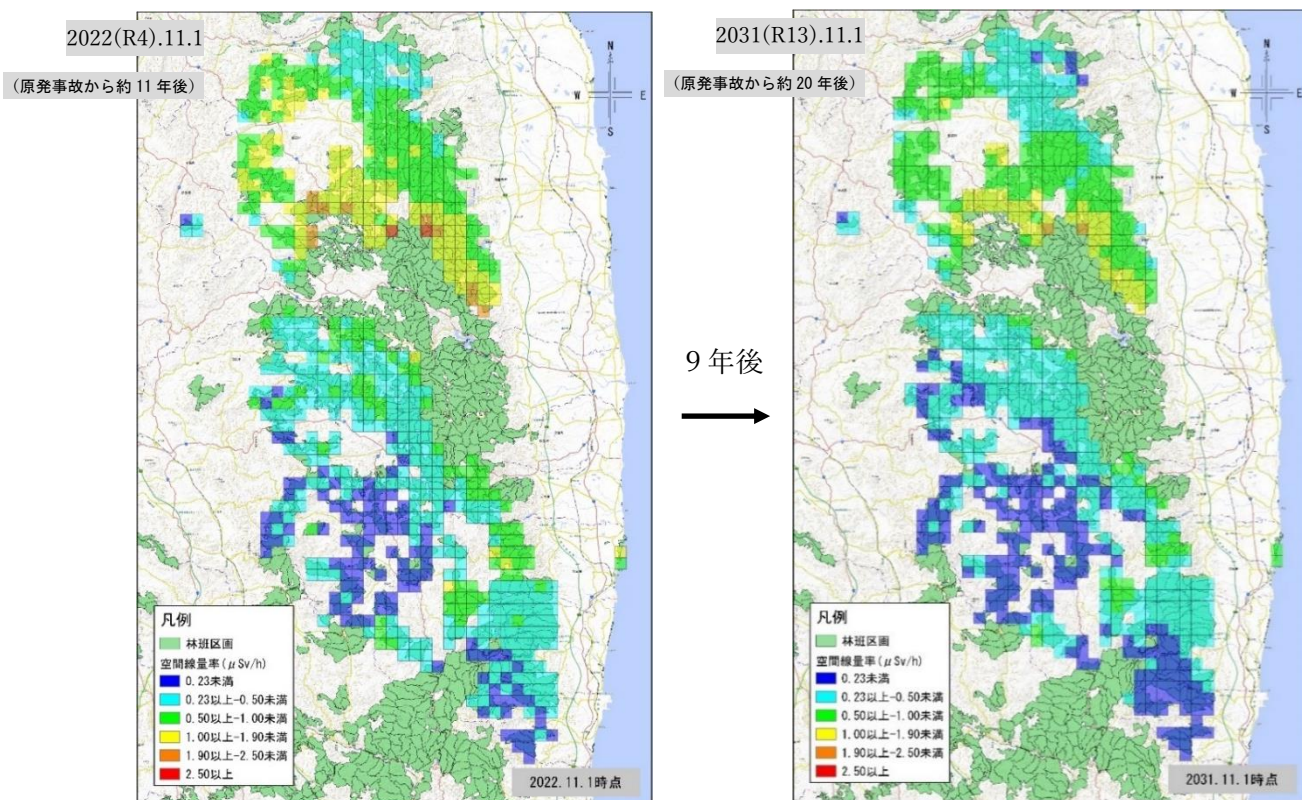 2022(R4).11.1
(原発事故から約 11 年後)
N
W
E
S
凡例
林班区画
空間線量率(μSv/h)
0.23未満
0.23以上-0.50未満
0.50以上-1.00未満
1.00以上-1.90未満
1.90以上-2.50未満
2.50以上
2022.11.1時点
9 年後
2031(R13).11.1
(原発事故から約 20 年後)
N
W
E
S
凡例
林班区画
空間線量率(μSv/h)
0.23未満
0.23以上-0.50未満
0.50以上-1.00未満
1.00以上-1.90未満
1.90以上-2.50未満
2.50以上
2031.11.1時点